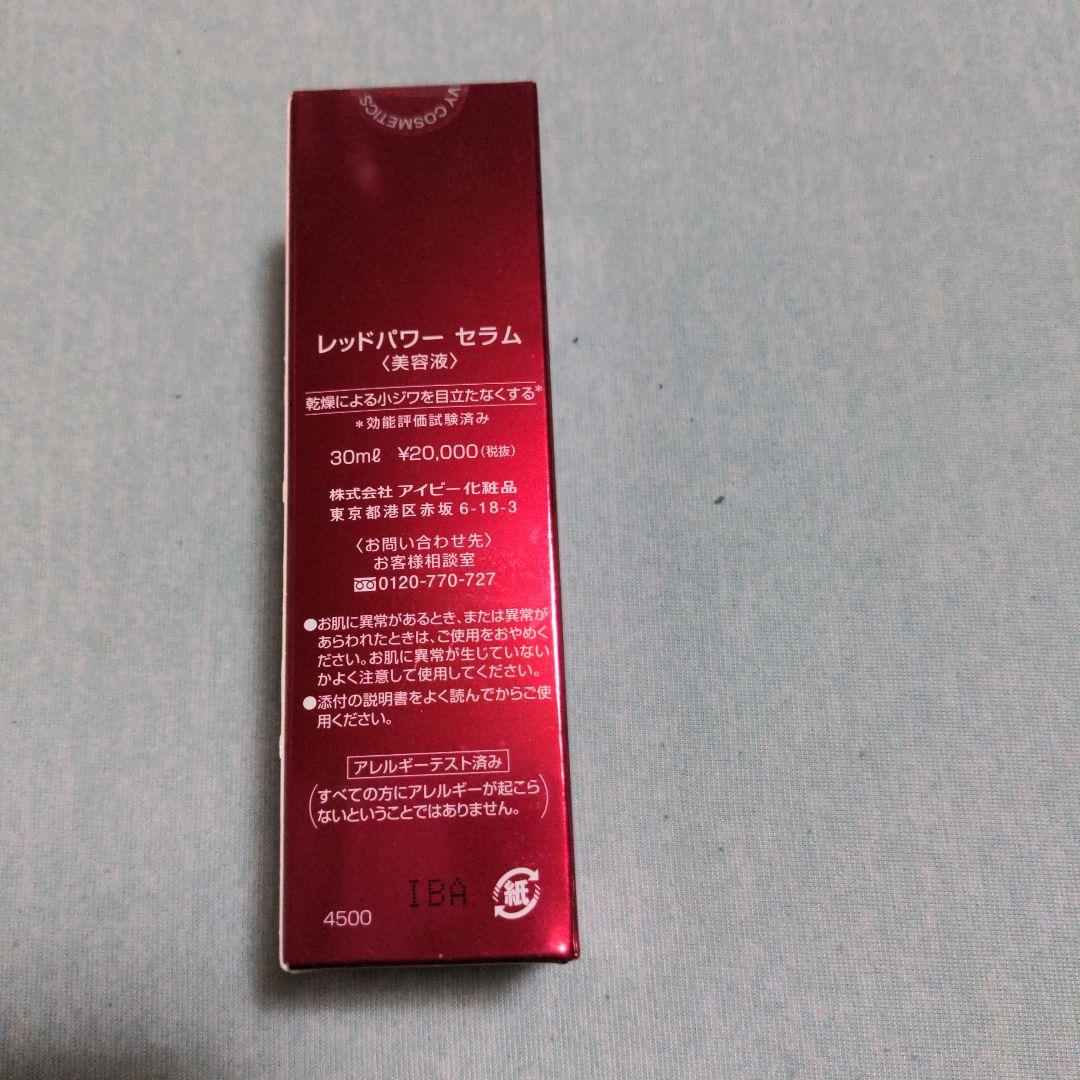 IVY COSMETICS
レッドパワー セラム
〈美容液〉
乾燥による小ジワを目立たなくする*
*効能評価試験済み
30mℓ ¥20,000(税抜)
株式会社 アイビー化粧品
東京都港区赤坂 6-18-3
〈お問い合わせ先〉
お客様相談室
0120-770-727
●お肌に異常があるとき、または異常が
あらわれたときは、ご使用をおやめく
ださい。お肌に異常が生じていない
かよく注意して使用してください。
●添付の説明書をよく読んでからご使
用ください。
アレルギーテスト済み
(すべての方にアレルギーが起こら
ないということではありません。)
IBA
紙
4500